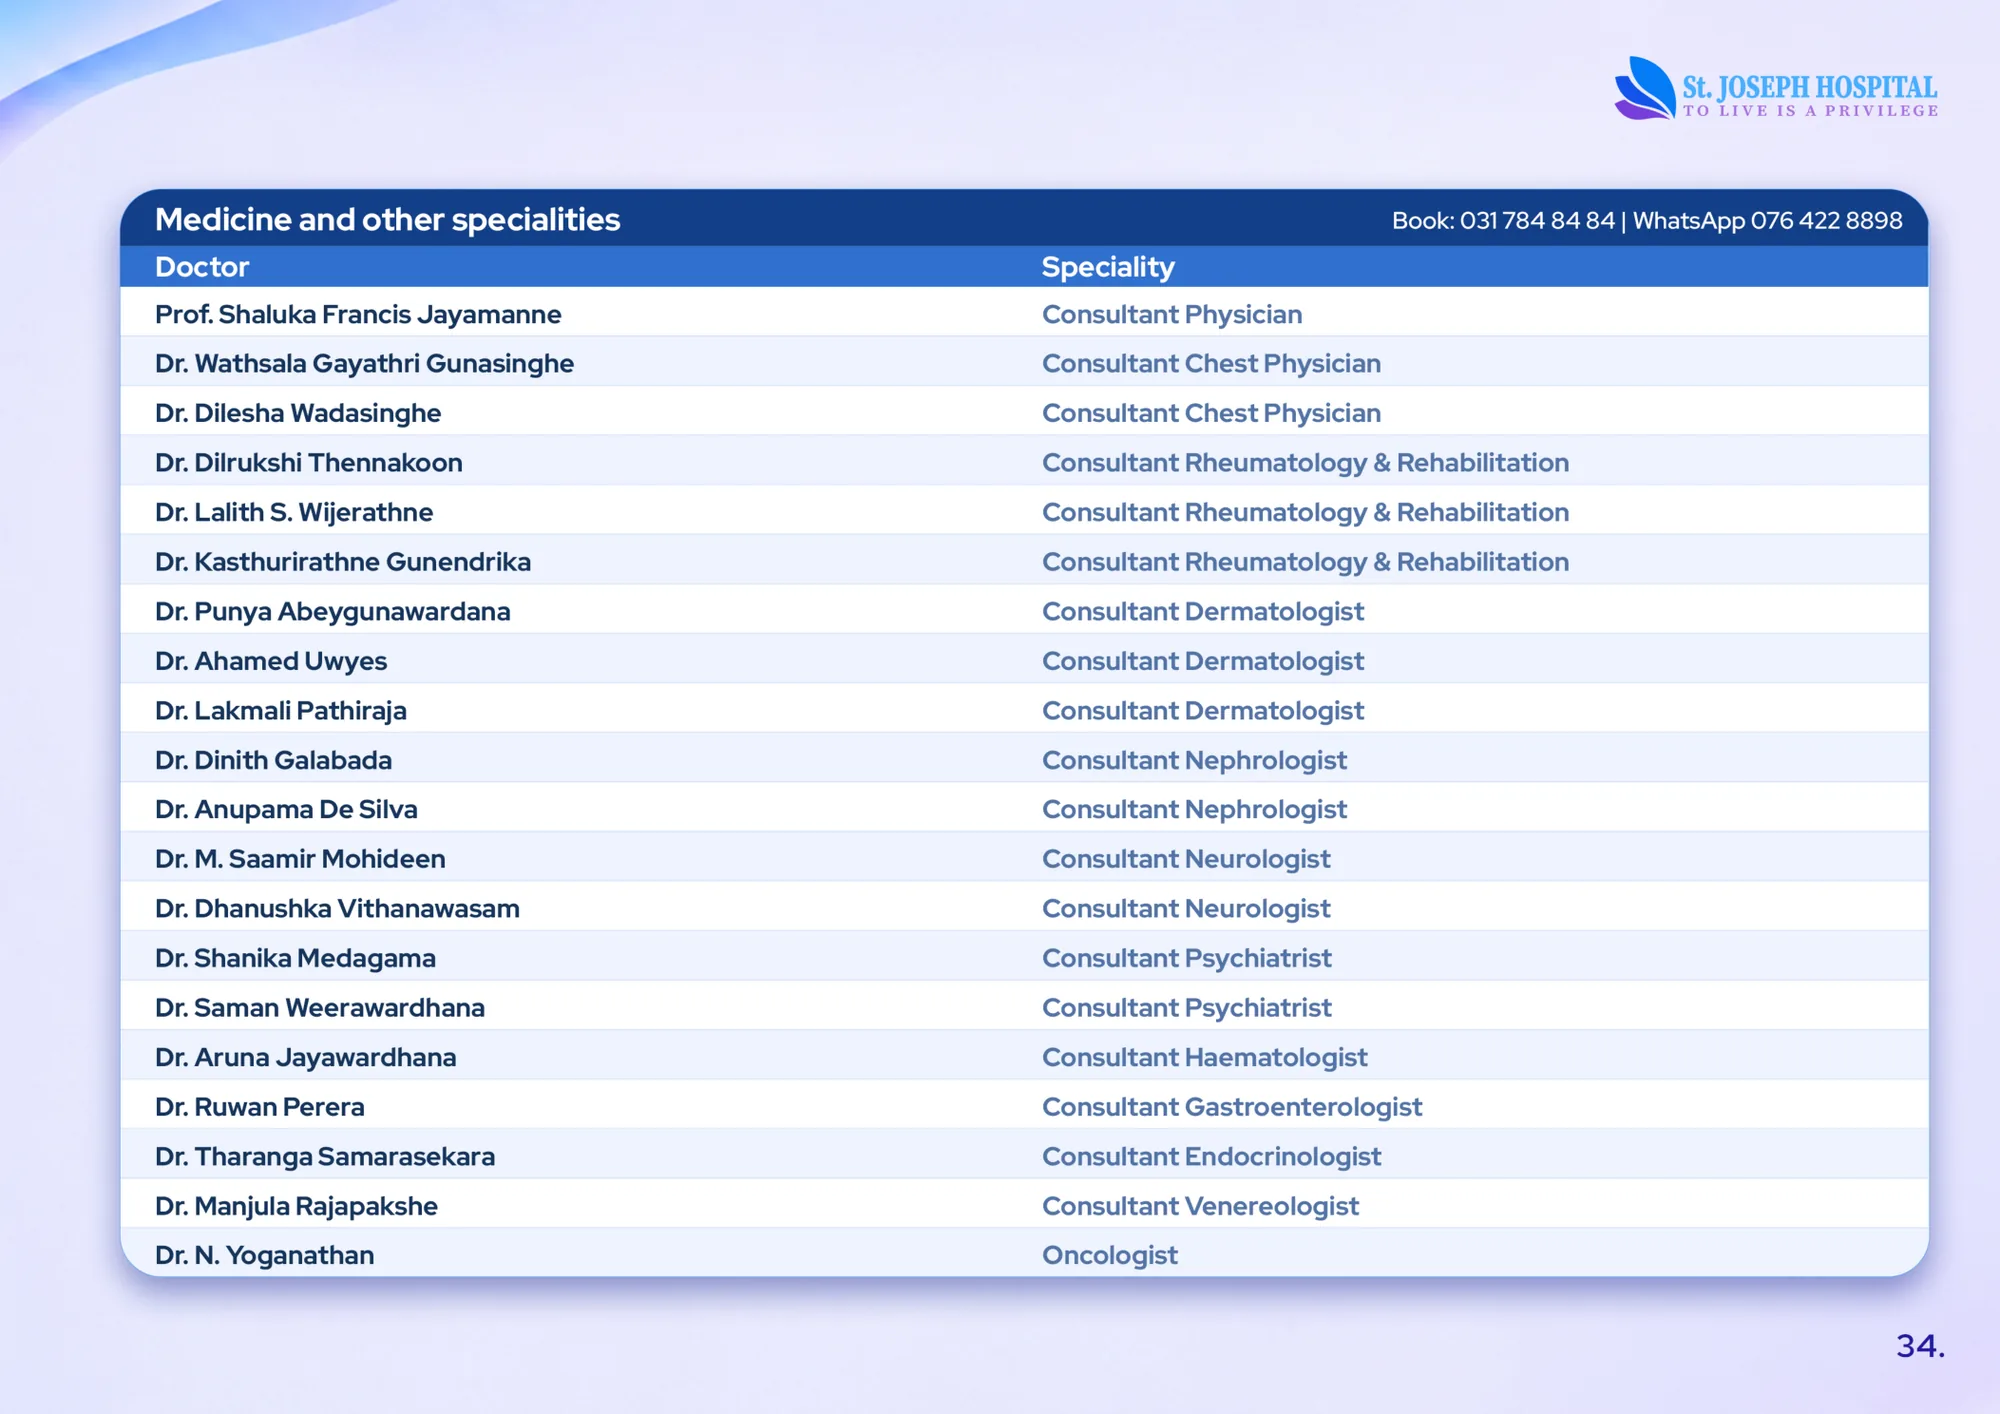 St. JOSEPH HOSPITAL
TO LIVE IS A PRIVILEGE
Medicine and other specialities Book: 031 784 84 84 | WhatsApp 076 422 8898
Doctor Speciality
Prof. Shaluka Francis Jayamanne Consultant Physician
Dr. Wathsala Gayathri Gunasinghe Consultant Chest Physician
Dr. Dilesha Wadasinghe Consultant Chest Physician
Dr. Dilrukshi Thennakoon Consultant Rheumatology & Rehabilitation
Dr. Lalith S. Wijerathne Consultant Rheumatology & Rehabilitation
Dr. Kasthurirathne Gunendrika Consultant Rheumatology & Rehabilitation
Dr. Punya Abeygunawardana Consultant Dermatologist
Dr. Ahamed Uwyes Consultant Dermatologist
Dr. Lakmali Pathiraja Consultant Dermatologist
Dr. Dinith Galabada Consultant Nephrologist
Dr. Anupama De Silva Consultant Nephrologist
Dr. M. Saamir Mohideen Consultant Neurologist
Dr. Dhanushka Vithanawasam Consultant Neurologist
Dr. Shanika Medagama Consultant Psychiatrist
Dr. Saman Weerawardhana Consultant Psychiatrist
Dr. Aruna Jayawardhana Consultant Haematologist
Dr. Ruwan Perera Consultant Gastroenterologist
Dr. Tharanga Samarasekara Consultant Endocrinologist
Dr. Manjula Rajapakshe Consultant Venereologist
Dr. N. Yoganathan Oncologist
34.